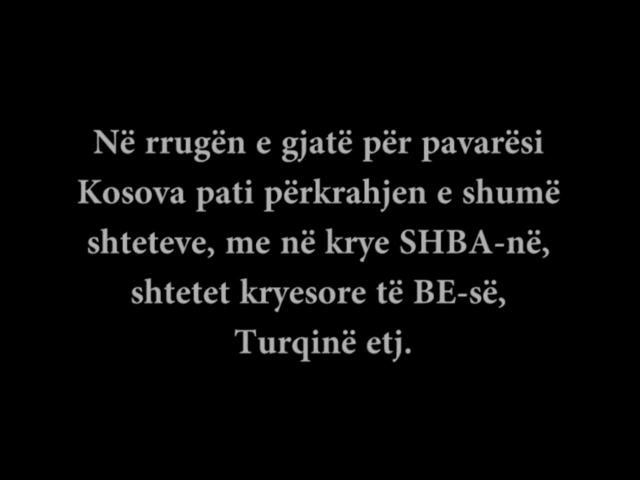 Në rrugën e gjatë për pavarësi
Kosova pati përkrahjen e shumë
shteteve, me në krye SHBA-në,
shtetet kryesore të BE-së,
Turqinë etj.